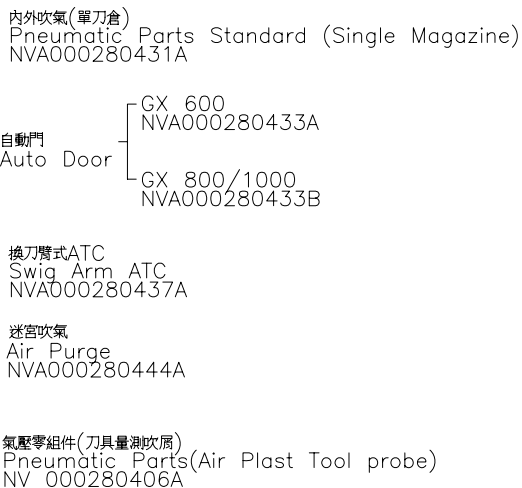 內外吹氣(單刀倉)
Pneumatic Parts Standard (Single Magazine)
NVA000280431A
GX 600
NVA000280433A
自動門
Auto Door
GX 800/1000
NVA000280433B
換刀臂式ATC
Swig Arm ATC
NVA000280437A
迷宮吹氣
Air Purge
NVA000280444A
氣壓零組件(刀具量測吹屑)
Pneumatic Parts(Air Plast Tool probe)
NV 000280406A